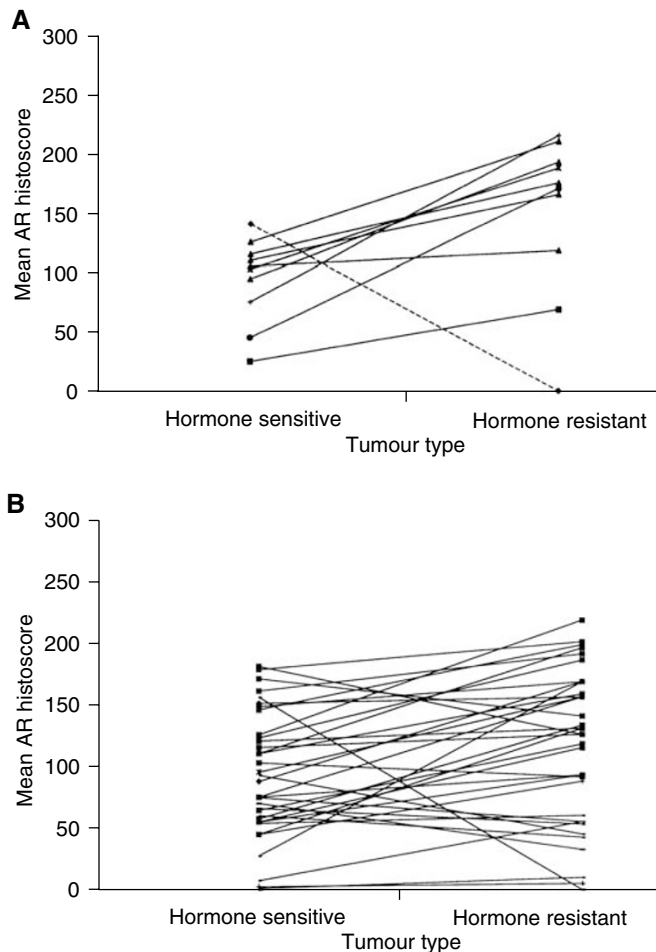 A
300
250
200
150
100
50
0
Mean AR histoscore
Hormone sensitive
Hormone resistant
Tumour type
B
300
250
200
150
100
50
0
Mean AR histoscore
Hormone sensitive
Hormone resistant
Tumour type